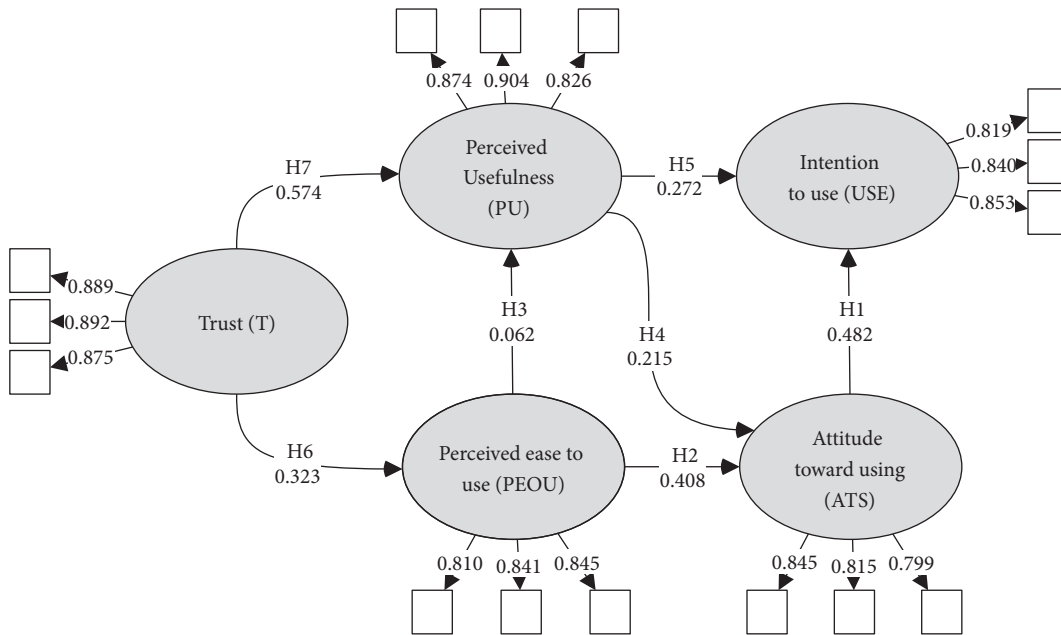 0.874
0.904
0.826
Perceived
Usefulness
(PU)
H5
0.272
Intention
to use (USE)
0.819
0.840
0.853
H7
0.574
0.889
0.892
0.875
Trust (T)
H3
0.062
H4
0.215
H1
0.482
H6
0.323
Perceived ease to
use (PEOU)
H2
0.408
Attitude
toward using
(ATS)
0.810
0.841
0.845
0.845
0.815
0.799